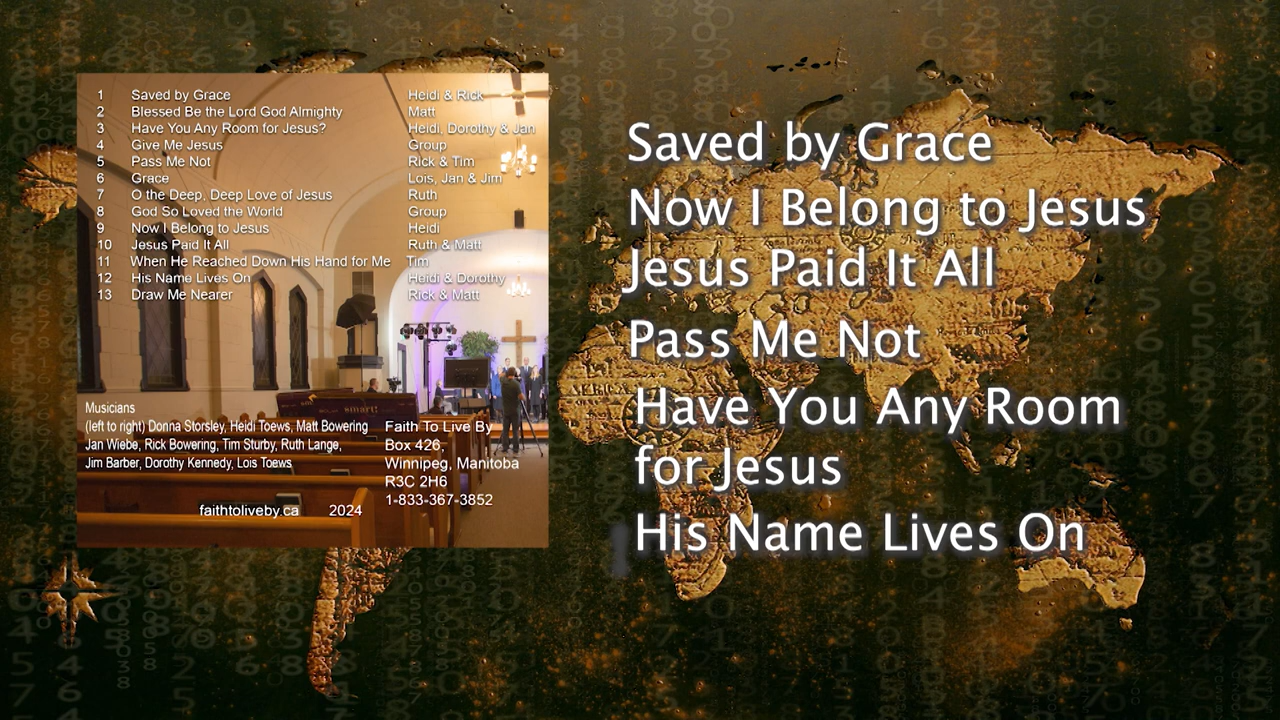 1 Saved by Grace Heidi & Rick
2 Blessed Be the Lord God Almighty Matt
3 Have You Any Room for Jesus? Heidi, Dorothy & Jan
4 Give Me Jesus Group
5 Pass Me Not Rick & Tim
6 Grace Lois, Jan & Jim
7 O the Deep, Deep Love of Jesus Ruth
8 God So Loved the World Group
9 Now I Belong to Jesus Heidi
10 Jesus Paid It All Ruth & Matt
11 When He Reached Down His Hand for Me Tim
12 His Name Lives On Heidi & Dorothy
13 Draw Me Nearer Rick & Matt
smart!
Musicians
(left to right) Donna Storsley, Heidi Toews, Matt Bowering
Jan Wiebe, Rick Bowering, Tim Sturby, Ruth Lange,
Jim Barber, Dorothy Kennedy, Lois Toews
Faith To Live By
Box 426,
Winnipeg, Manitoba
R3C 2H6
1-833-367-3852
faithtoliveby.ca 2024
Saved by Grace
Now I Belong to Jesus
Jesus Paid It All
Pass Me Not
Have You Any Room
for Jesus
His Name Lives On